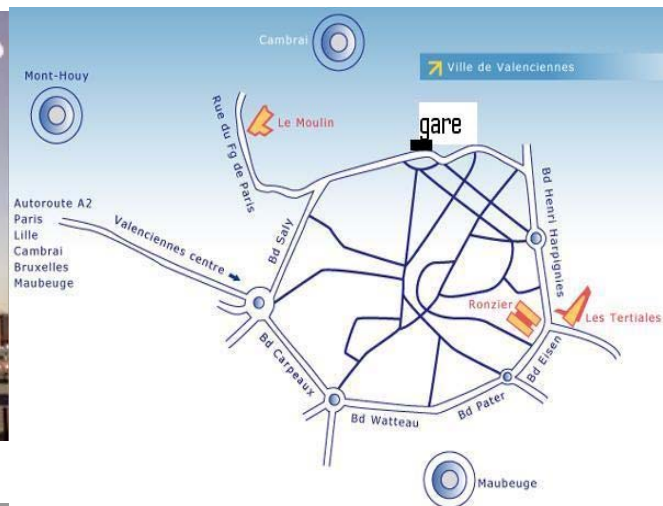 Cambrai
Ville de Valenciennes
Mont-Houy
gare
Le Moulin
Rue du Fg de Paris
Bd Henri Harpignies
Autoroute A2
Paris
Lille
Cambrai
Bruxelles
Maubeuge
Valenciennes centre
Bd Saly
Ronzier
Les Tertiales
Bd Carpeaux
Bd Eisen
Bd Pater
Bd Watteau
Maubeuge